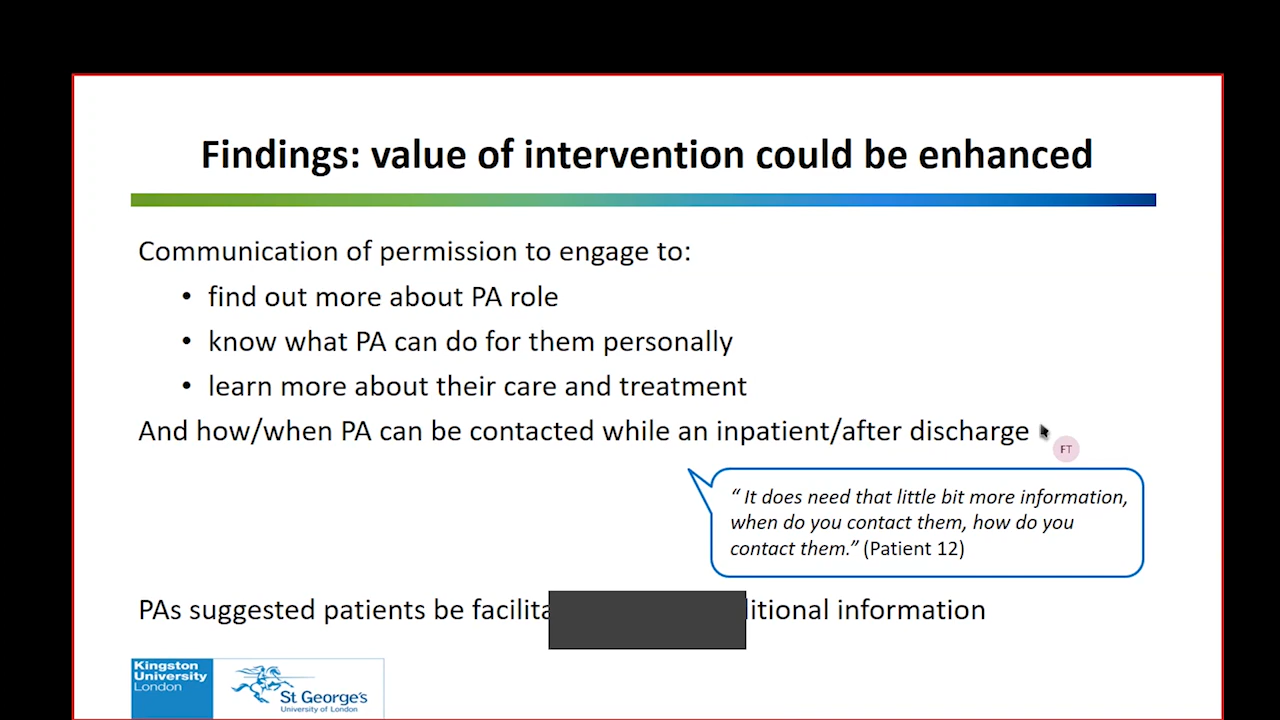 Findings: value of intervention could be enhanced
Communication of permission to engage to:
• find out more about PA role
• know what PA can do for them personally
• learn more about their care and treatment
And how/when PA can be contacted while an inpatient/after discharge
FT
“ It does need that little bit more information,
when do you contact them, how do you
contact them.” (Patient 12)
PAs suggested patients be information
Kingston
University
London
St George's
University of London